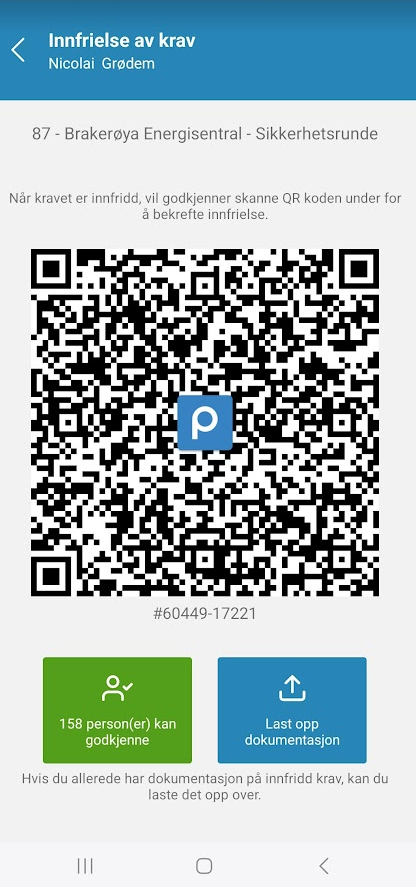 Innfrielse av krav
Nicolai Grødem
87 - Brakerøya Energisentral - Sikkerhetsrunde
Når kravet er innfridd, vil godkjenner skanne QR koden under for
å bekrefte innfrielse.
p
#60449-17221
158 person(er) kan
godkjenne
Last opp
dokumentasjon
Hvis du allerede har dokumentasjon på innfridd krav, kan du
laste det opp over.